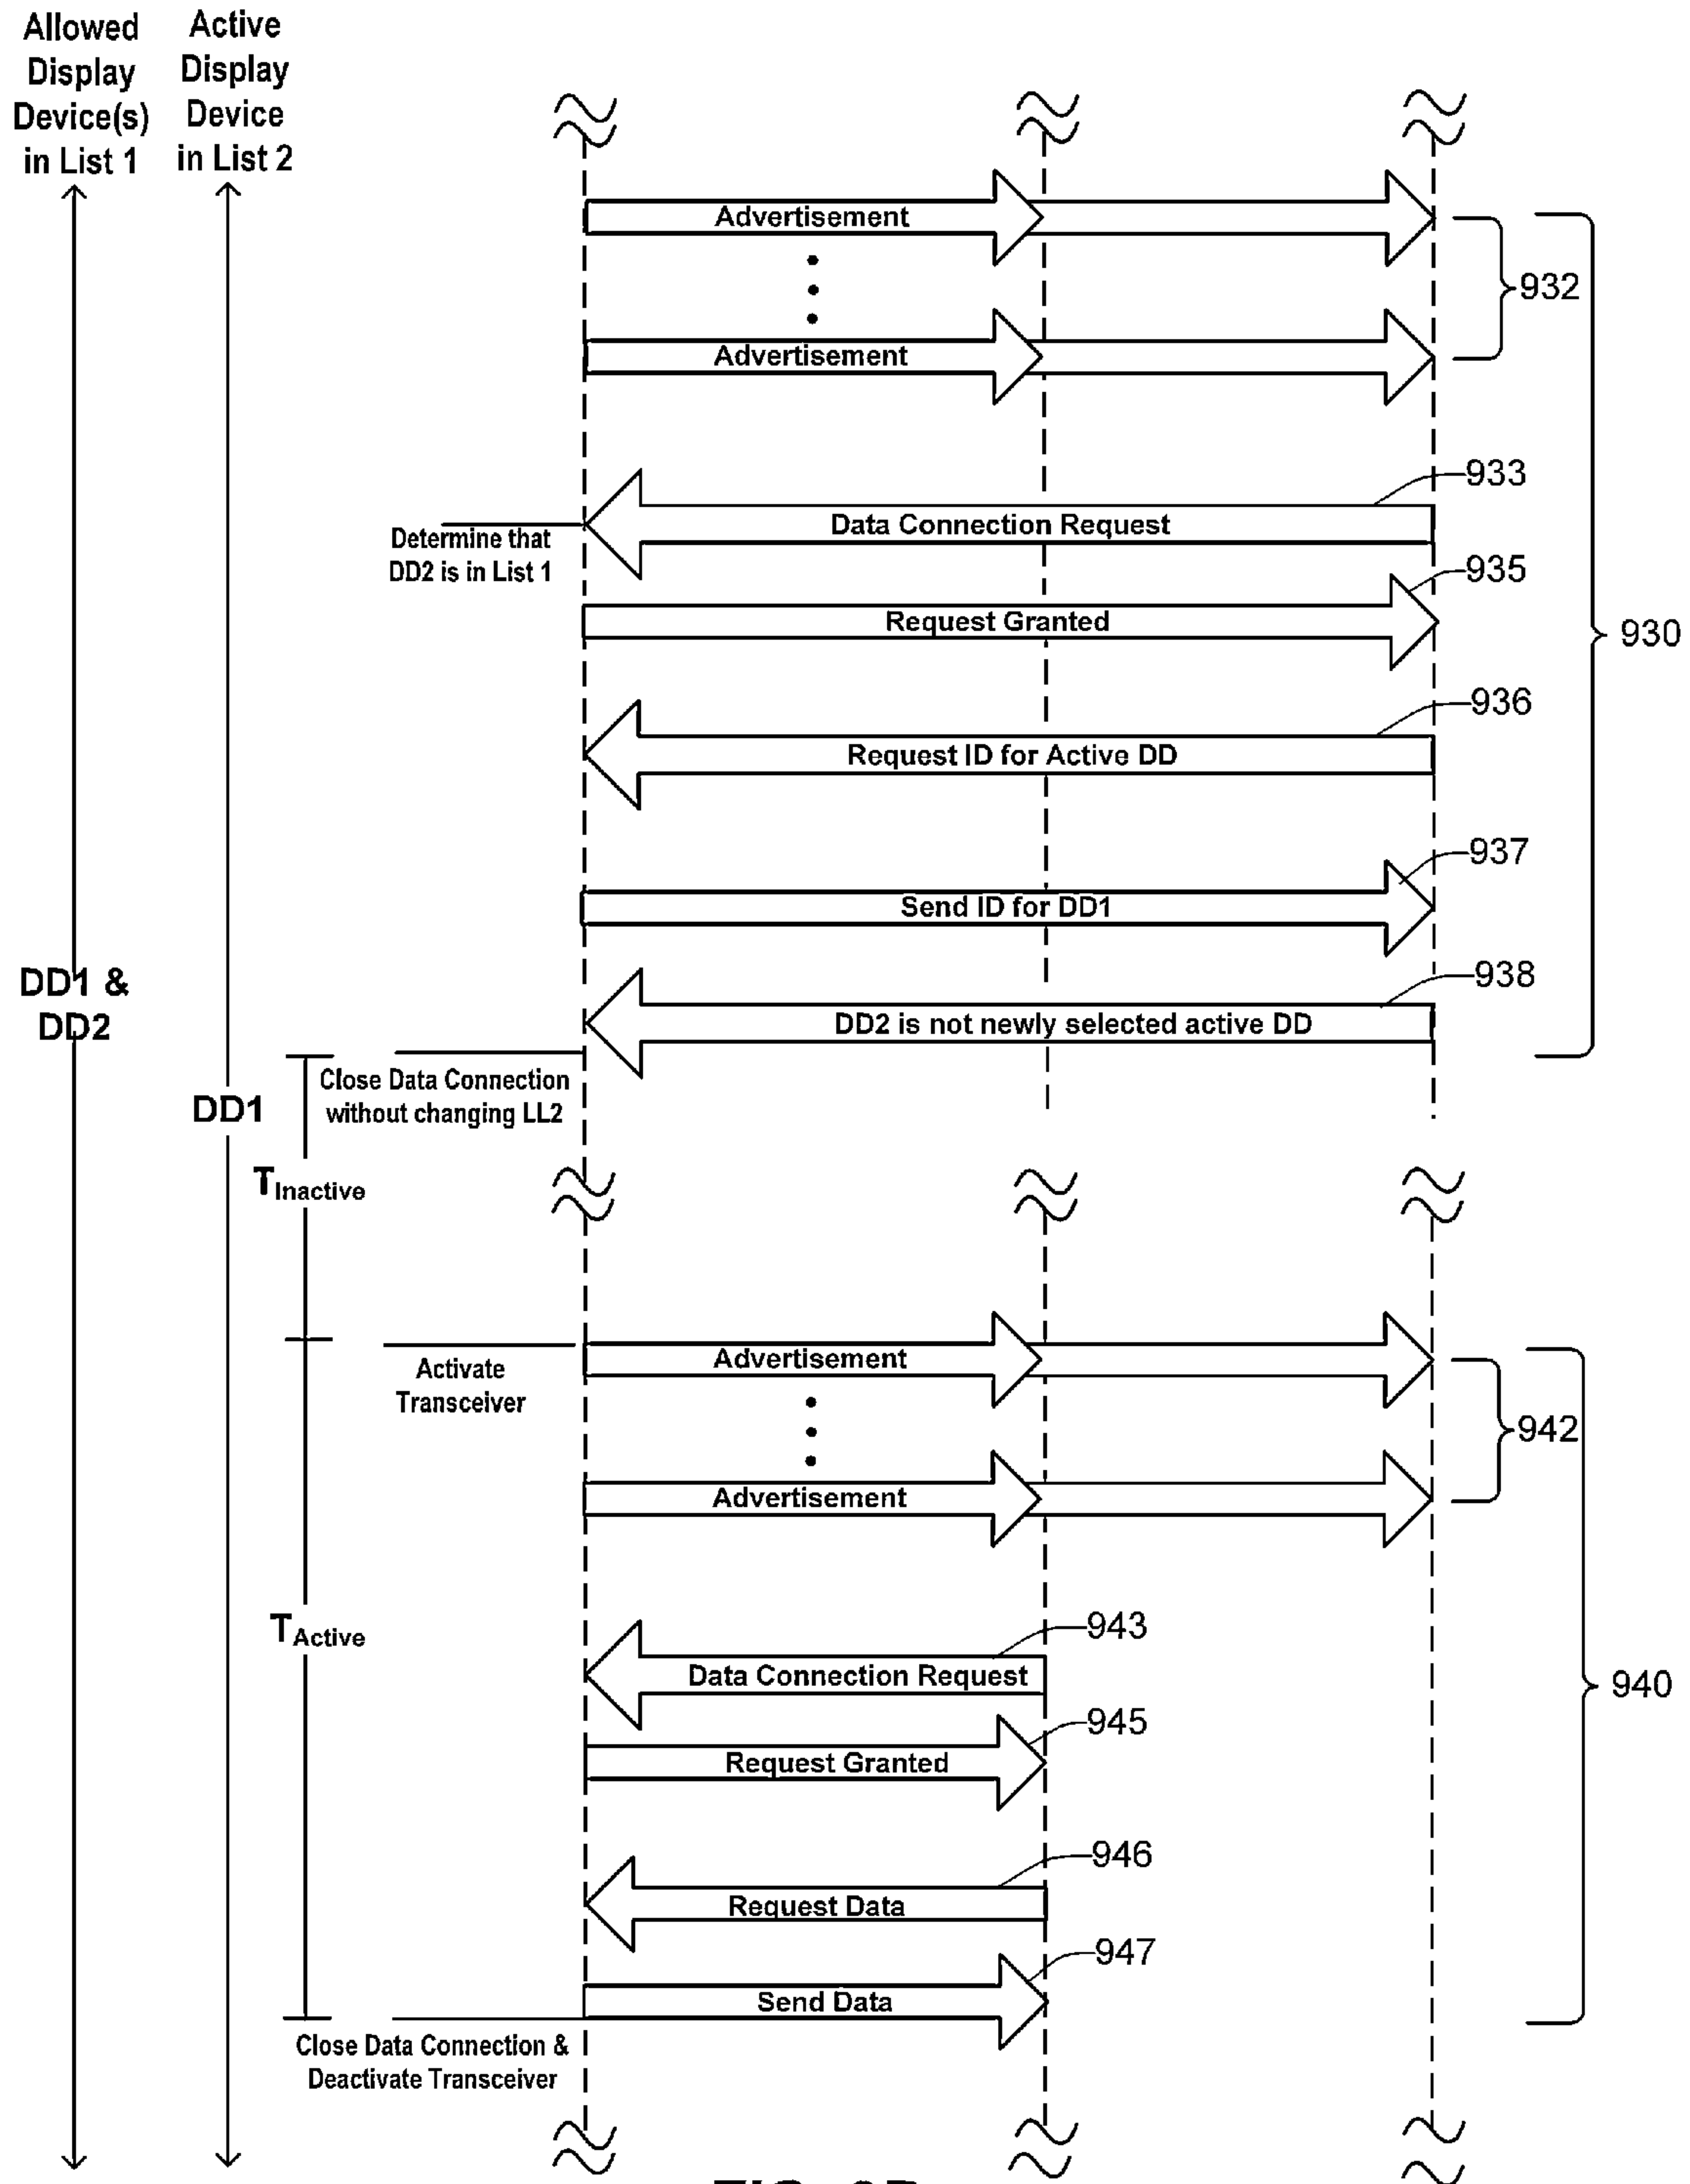 Allowed
Display
Device(s)
in List 1
Active
Display
Device
in List 2
Advertisement
Advertisement
932
933
Data Connection Request
Determine that
DD2 is in List 1
935
Request Granted
930
936
Request ID for Active DD
937
Send ID for DD1
938
DD2 is not newly selected active DD
DD1 &
DD2
Close Data Connection
without changing LL2
DD1
TInactive
Advertisement
Activate
Transceiver
942
Advertisement
TActive
943
Data Connection Request
940
945
Request Granted
946
Request Data
947
Send Data
Close Data Connection &
Deactivate Transceiver